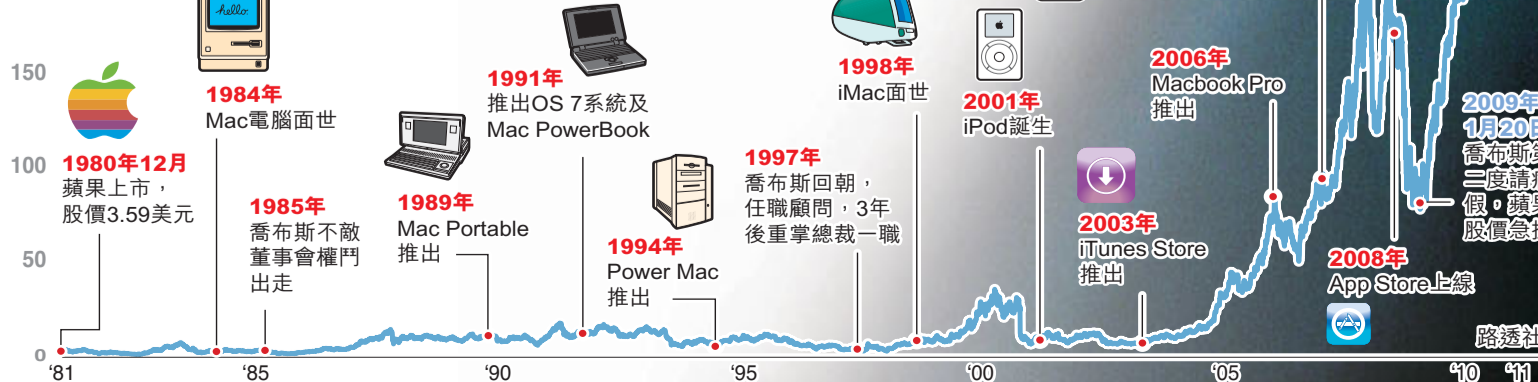 hello.
150
100
50
0
1980年12月
蘋果上市，
股價3.59美元
1984年
Mac電腦面世
1985年
喬布斯不敵
董事會權鬥
出走
1989年
Mac Portable
推出
1991年
推出OS 7系統及
Mac PowerBook
1994年
Power Mac
推出
1997年
喬布斯回朝，
任職顧問，3年
後重掌總裁一職
1998年
iMac面世
2001年
iPod誕生
2003年
iTunes Store
推出
2006年
Macbook Pro
推出
2008年
App Store上線
2009年
1月20日
喬布斯第
二度請病
假，蘋果
股價急
路透社
'81
'85
'90
'95
'00
'05
'10
'11